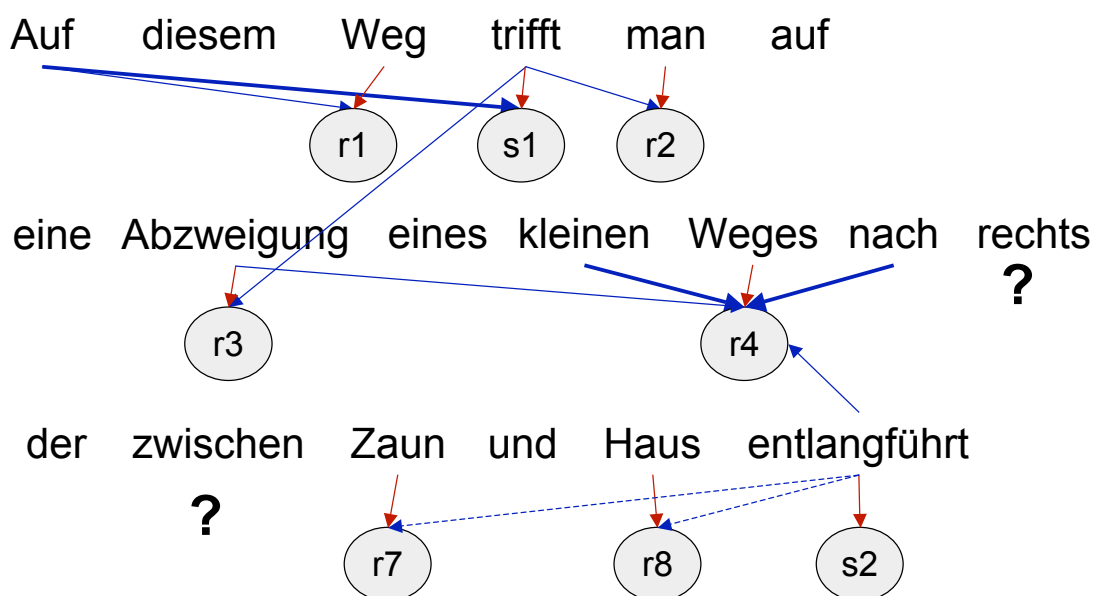 Auf diesem Weg trifft man auf
r1 s1 r2
eine Abzweigung eines kleinen Weges nach rechts
?
r3 r4
der zwischen Zaun und Haus entlangführt
?
r7 r8 s2